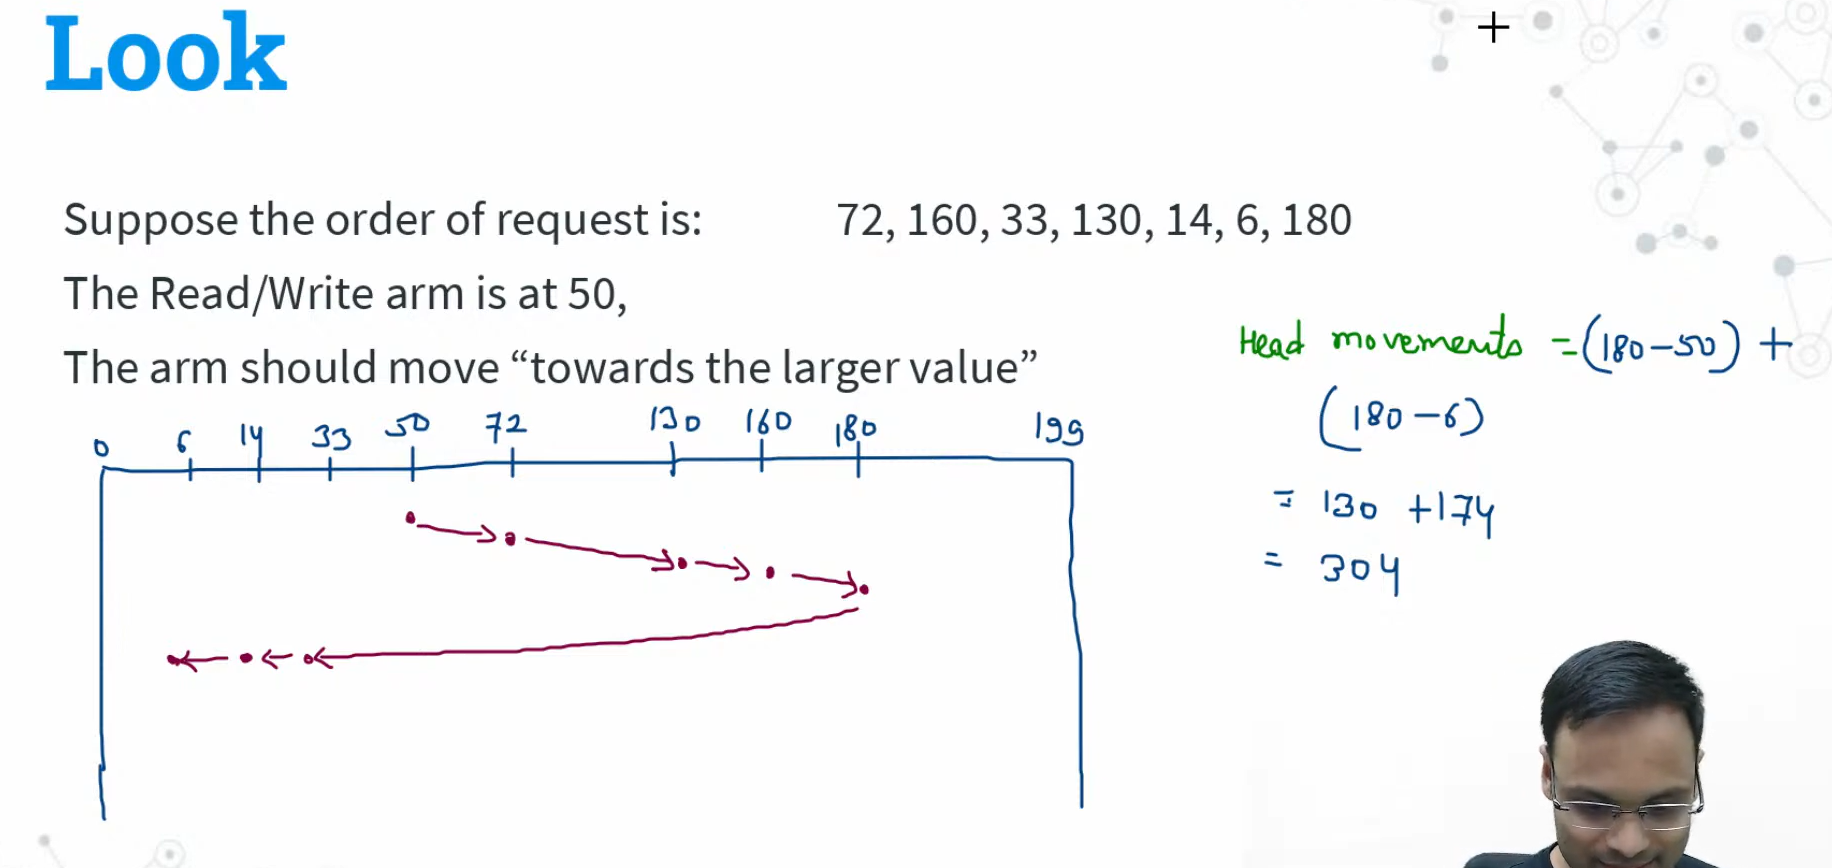 Look
Suppose the order of request is: 72, 160, 33, 130, 14, 6, 180
The Read/Write arm is at 50,
The arm should move “towards the larger value”
0 6 14 33 50 72 130 160 180 199
Head movements = (180-50) +
(180-6)
= 130 +174
= 304